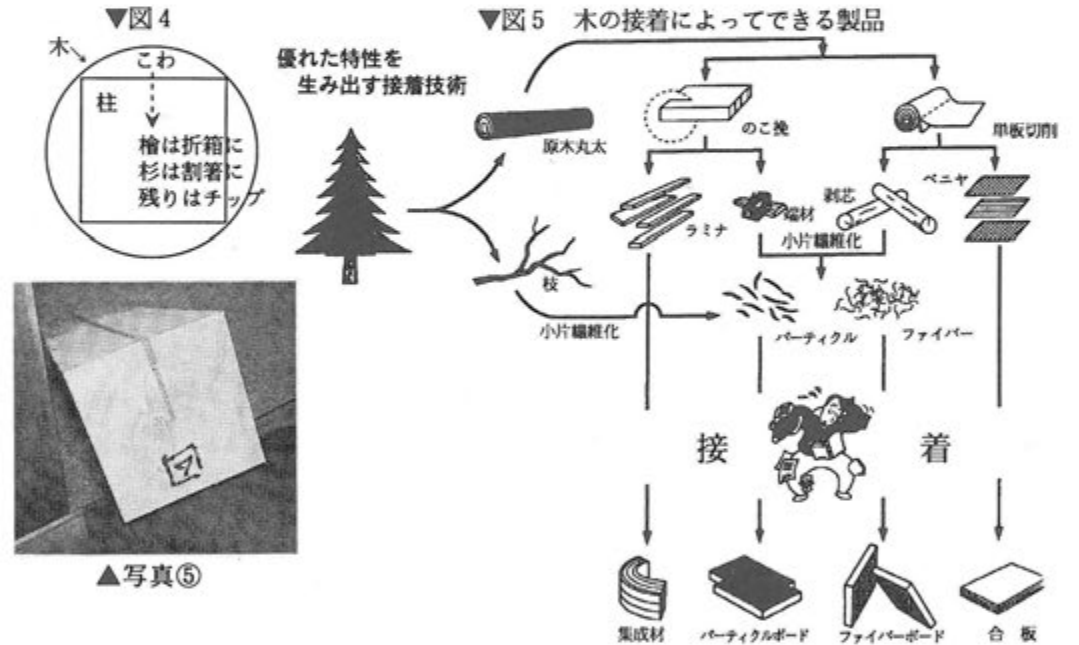 ▼図4
木
こわ
柱
檜は折箱に
杉は割箸に
残りはチップ
マ
▲写真⑤
▼図5 木の接着によってできる製品
優れた特性を
生み出す接着技術
原木丸太
枝
小片繊維化
のこ挽
単板切削
ラミナ
端材
剥芯
ベニヤ
小片繊維化
パーティクル
ファイバー
接着
集成材
パーティクルボード
ファイバーボード
合板